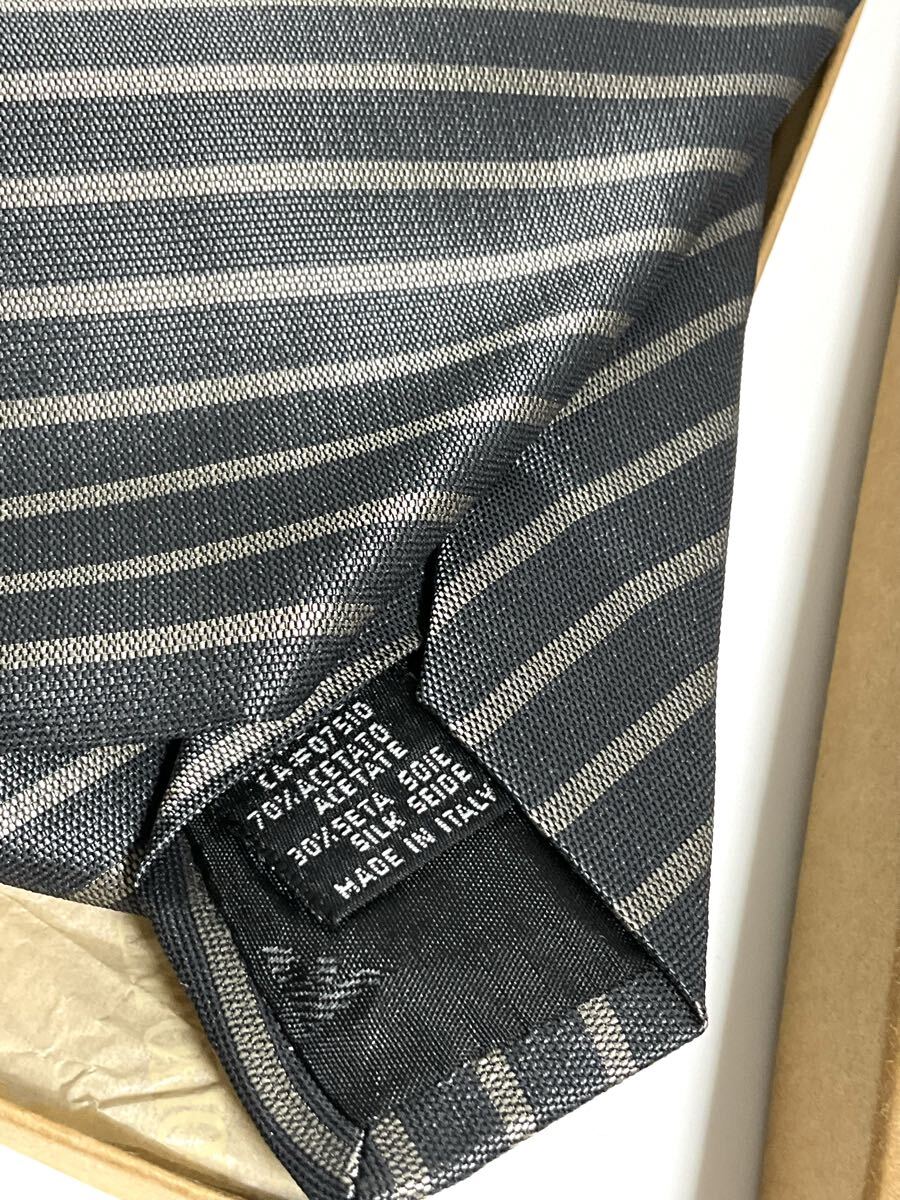 CA#07510
70%ACETATO
ACETATE
30%SETA SOIE
SILK SEIDE
MADE IN ITALY